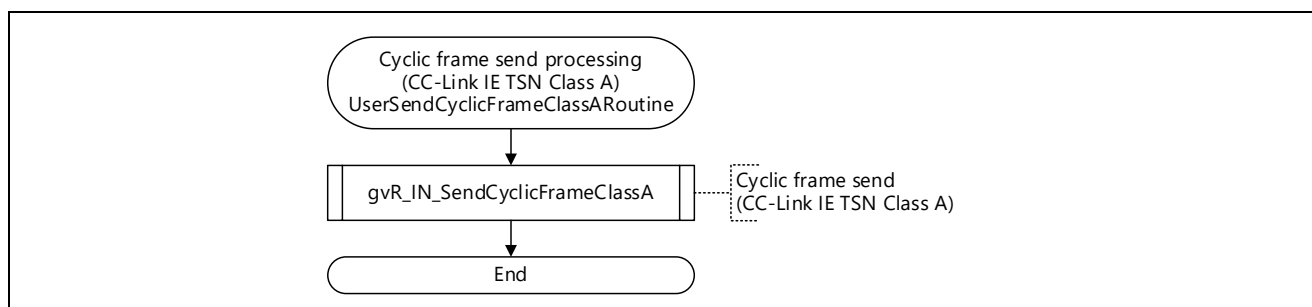 Cyclic frame send processing
(CC-Link IE TSN Class A)
UserSendCyclicFrameClassARoutine
gvR_IN_SendCyclicFrameClassA
Cyclic frame send
(CC-Link IE TSN Class A)
End